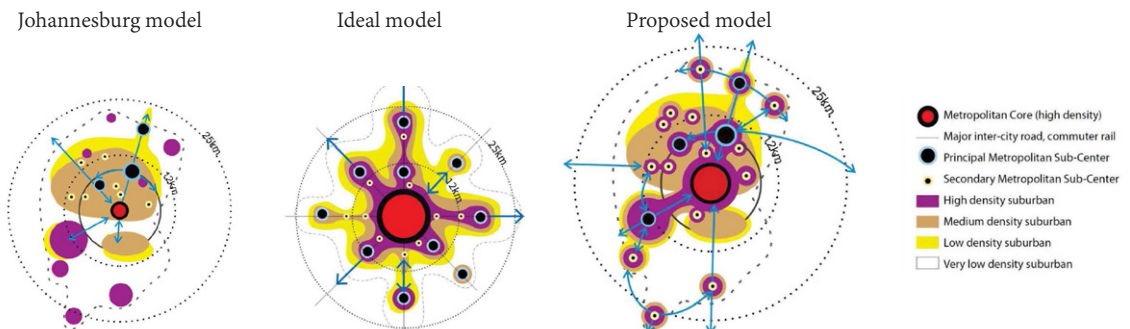 Johannesburg model
Ideal model
Proposed model
25km.
12km.
25km.
12km.
25km.
12km.
Metropolitan Core (high density)
Major inter-city road, commuter rail
Principal Metropolitan Sub-Center
Secondary Metropolitan Sub-Center
High density suburban
Medium density suburban
Low density suburban
Very low density suburban